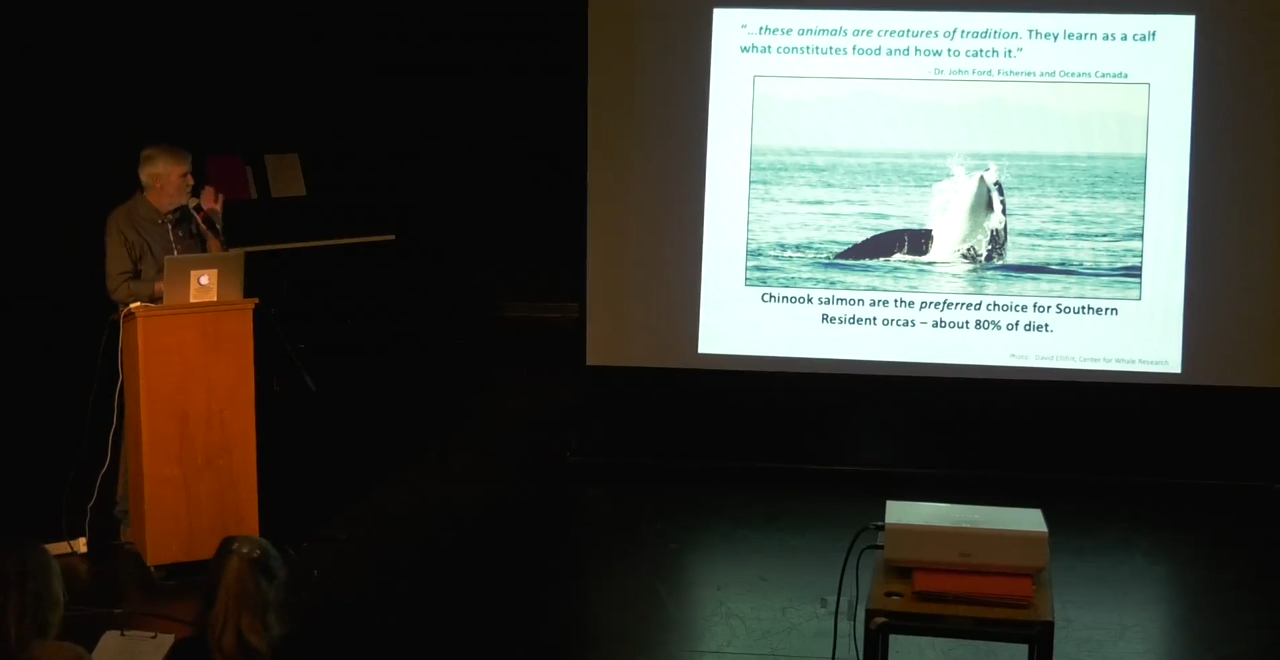 "...these animals are creatures of tradition. They learn as a calf
what constitutes food and how to catch it."
- Dr. John Ford, Fisheries and Oceans Canada
Chinook salmon are the preferred choice for Southern
Resident orcas – about 80% of diet.
Photo: David Ellifrit, Center for Whale Research